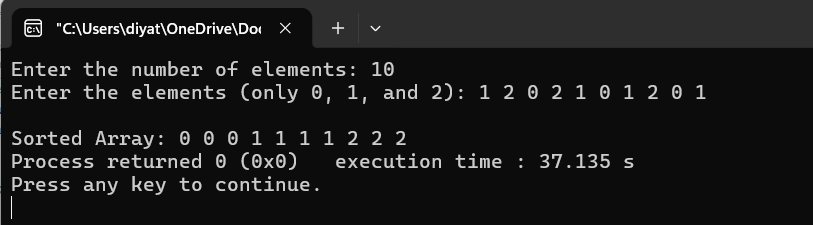 "C:\Users\diyat\OneDrive\Doc
Enter the number of elements: 10
Enter the elements (only 0, 1, and 2): 1 2 0 2 1 0 1 2 0 1
Sorted Array: 0 0 0 1 1 1 1 2 2 2
Process returned 0 (0x0)   execution time : 37.135 s
Press any key to continue.